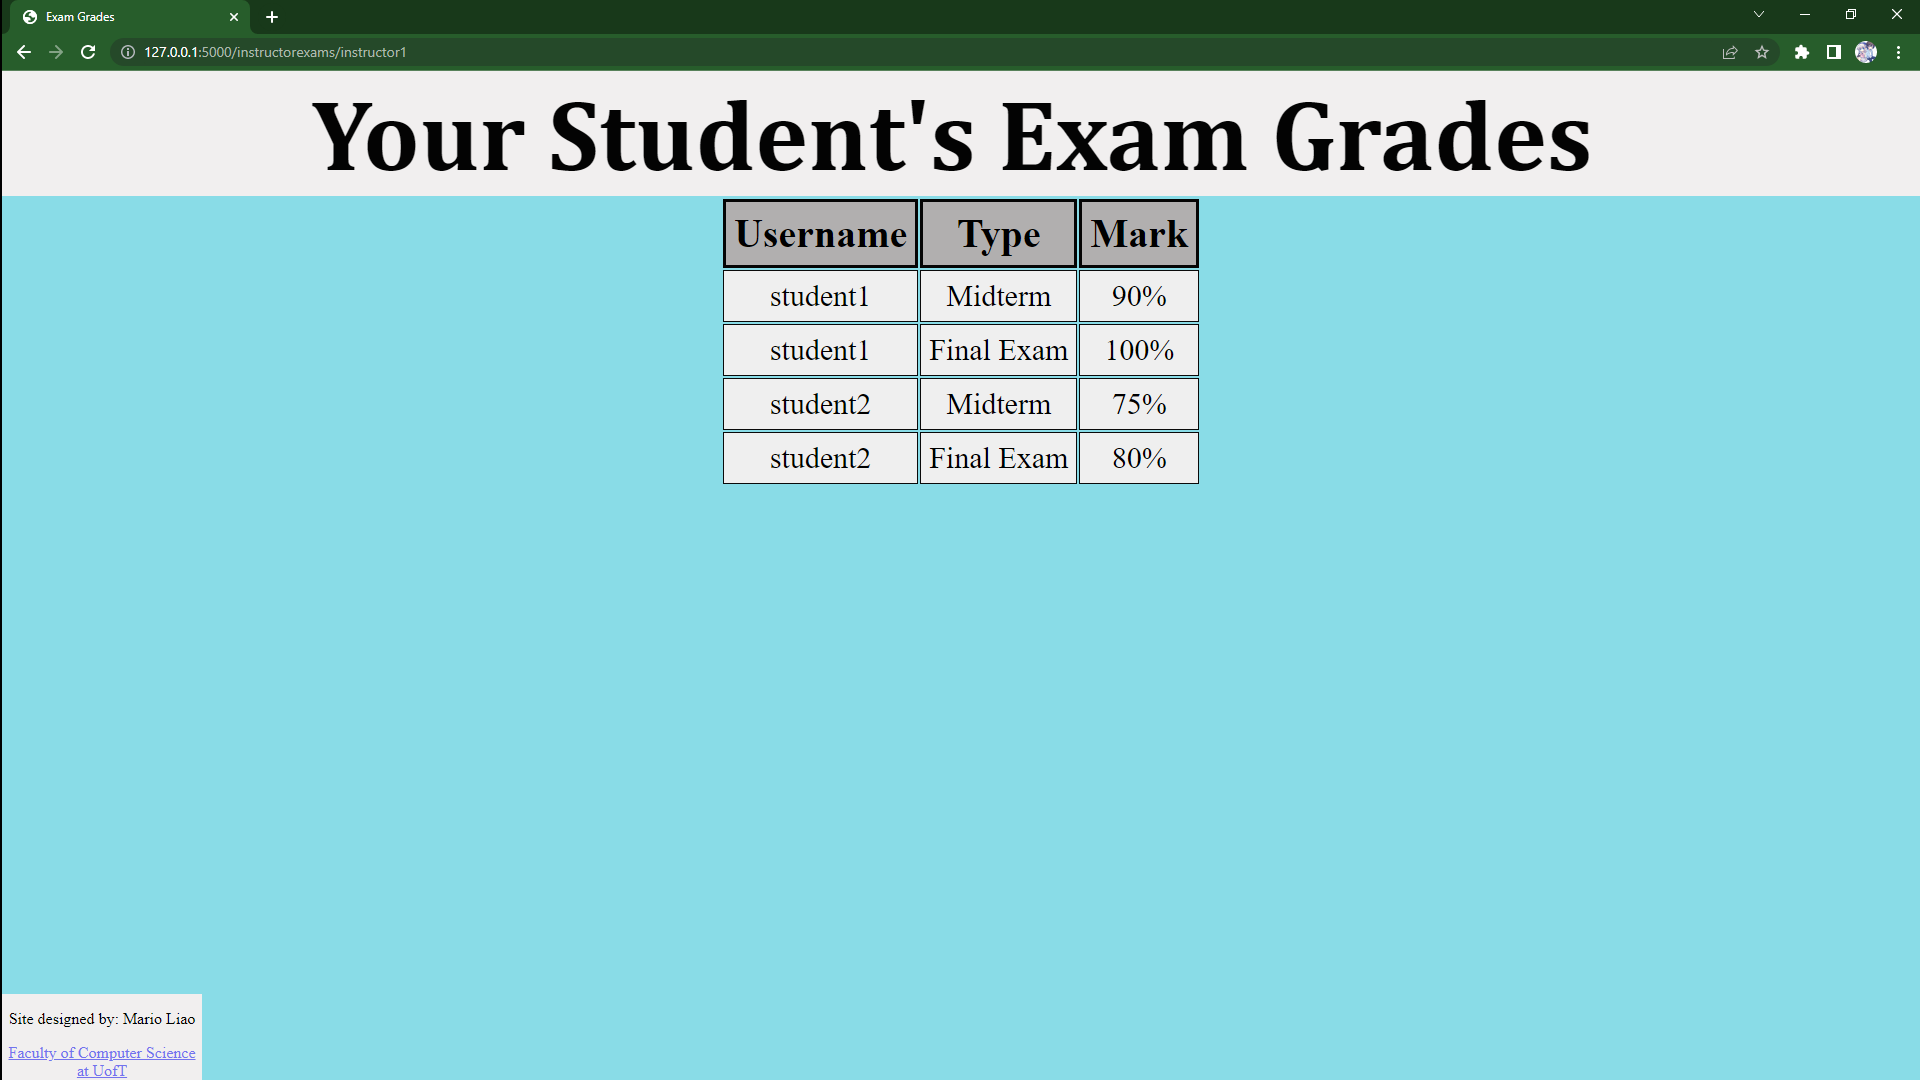 Exam Grades
127.0.0.1:5000/instructorexams/instructor1
Your Student's Exam Grades
Username Type Mark
student1 Midterm 90%
student1 Final Exam 100%
student2 Midterm 75%
student2 Final Exam 80%
Site designed by: Mario Liao
Faculty of Computer Science
at UofT